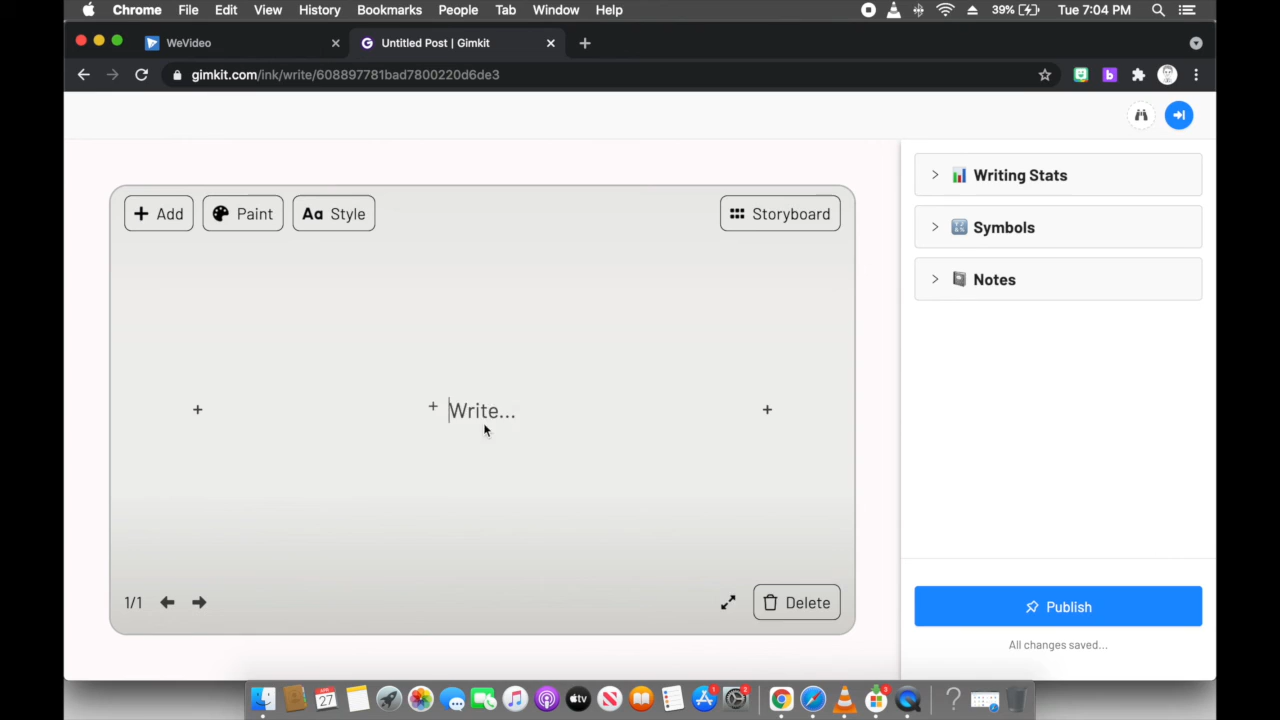 Chrome File Edit View History Bookmarks People Tab Window Help 39% Tue 7:04 PM
WeVideo Untitled Post | Gimkit
gimkit.com/ink/write/608897781bad7800220d6de3
Add Paint Aa Style Storyboard
Write...
1/1 Delete
Writing Stats
Symbols
Notes
Publish
All changes saved...